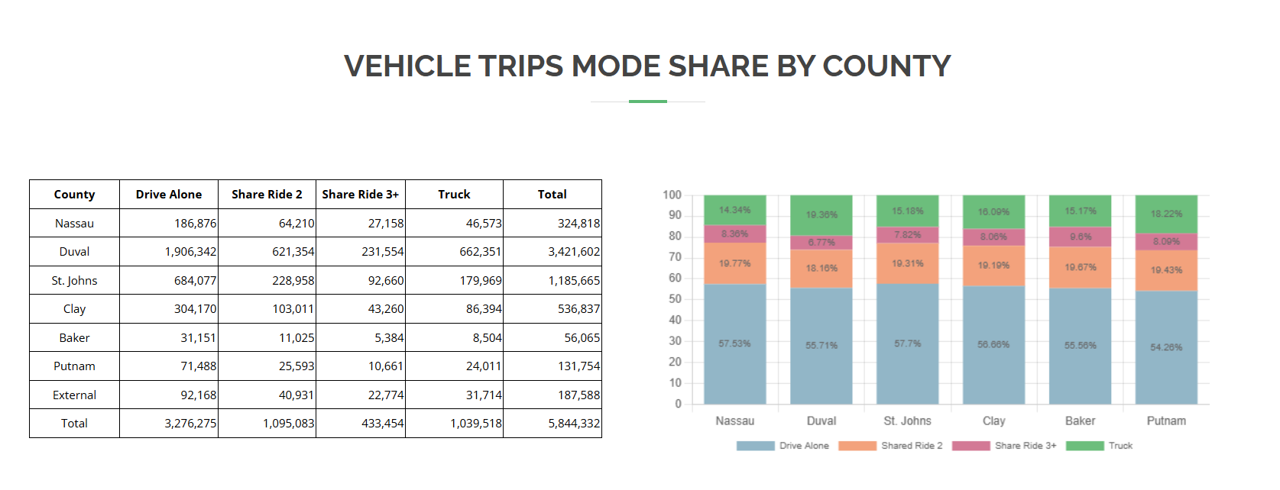 VEHICLE TRIPS MODE SHARE BY COUNTY
County Drive Alone Share Ride 2 Share Ride 3+ Truck Total
Nassau 186,876 64,210 27,158 46,573 324,818
Duval 1,906,342 621,354 231,554 662,351 3,421,602
St. Johns 684,077 228,958 92,660 179,969 1,185,665
Clay 304,170 103,011 43,260 86,394 536,837
Baker 31,151 11,025 5,384 8,504 56,065
Putnam 71,488 25,593 10,661 24,011 131,754
External 92,168 40,931 22,774 31,714 187,588
Total 3,276,275 1,095,083 433,454 1,039,518 5,844,332
100
90
80
70
60
50
40
30
20
10
0
14.34% 19.36% 15.18% 16.09% 15.17% 18.22%
8.36% 6.77% 7.82% 8.06% 9.6% 8.09%
19.77% 18.16% 19.31% 19.19% 19.67% 19.43%
57.53% 55.71% 57.7% 56.66% 55.56% 54.26%
Nassau Duval St. Johns Clay Baker Putnam
Drive Alone Shared Ride 2 Share Ride 3+ Truck